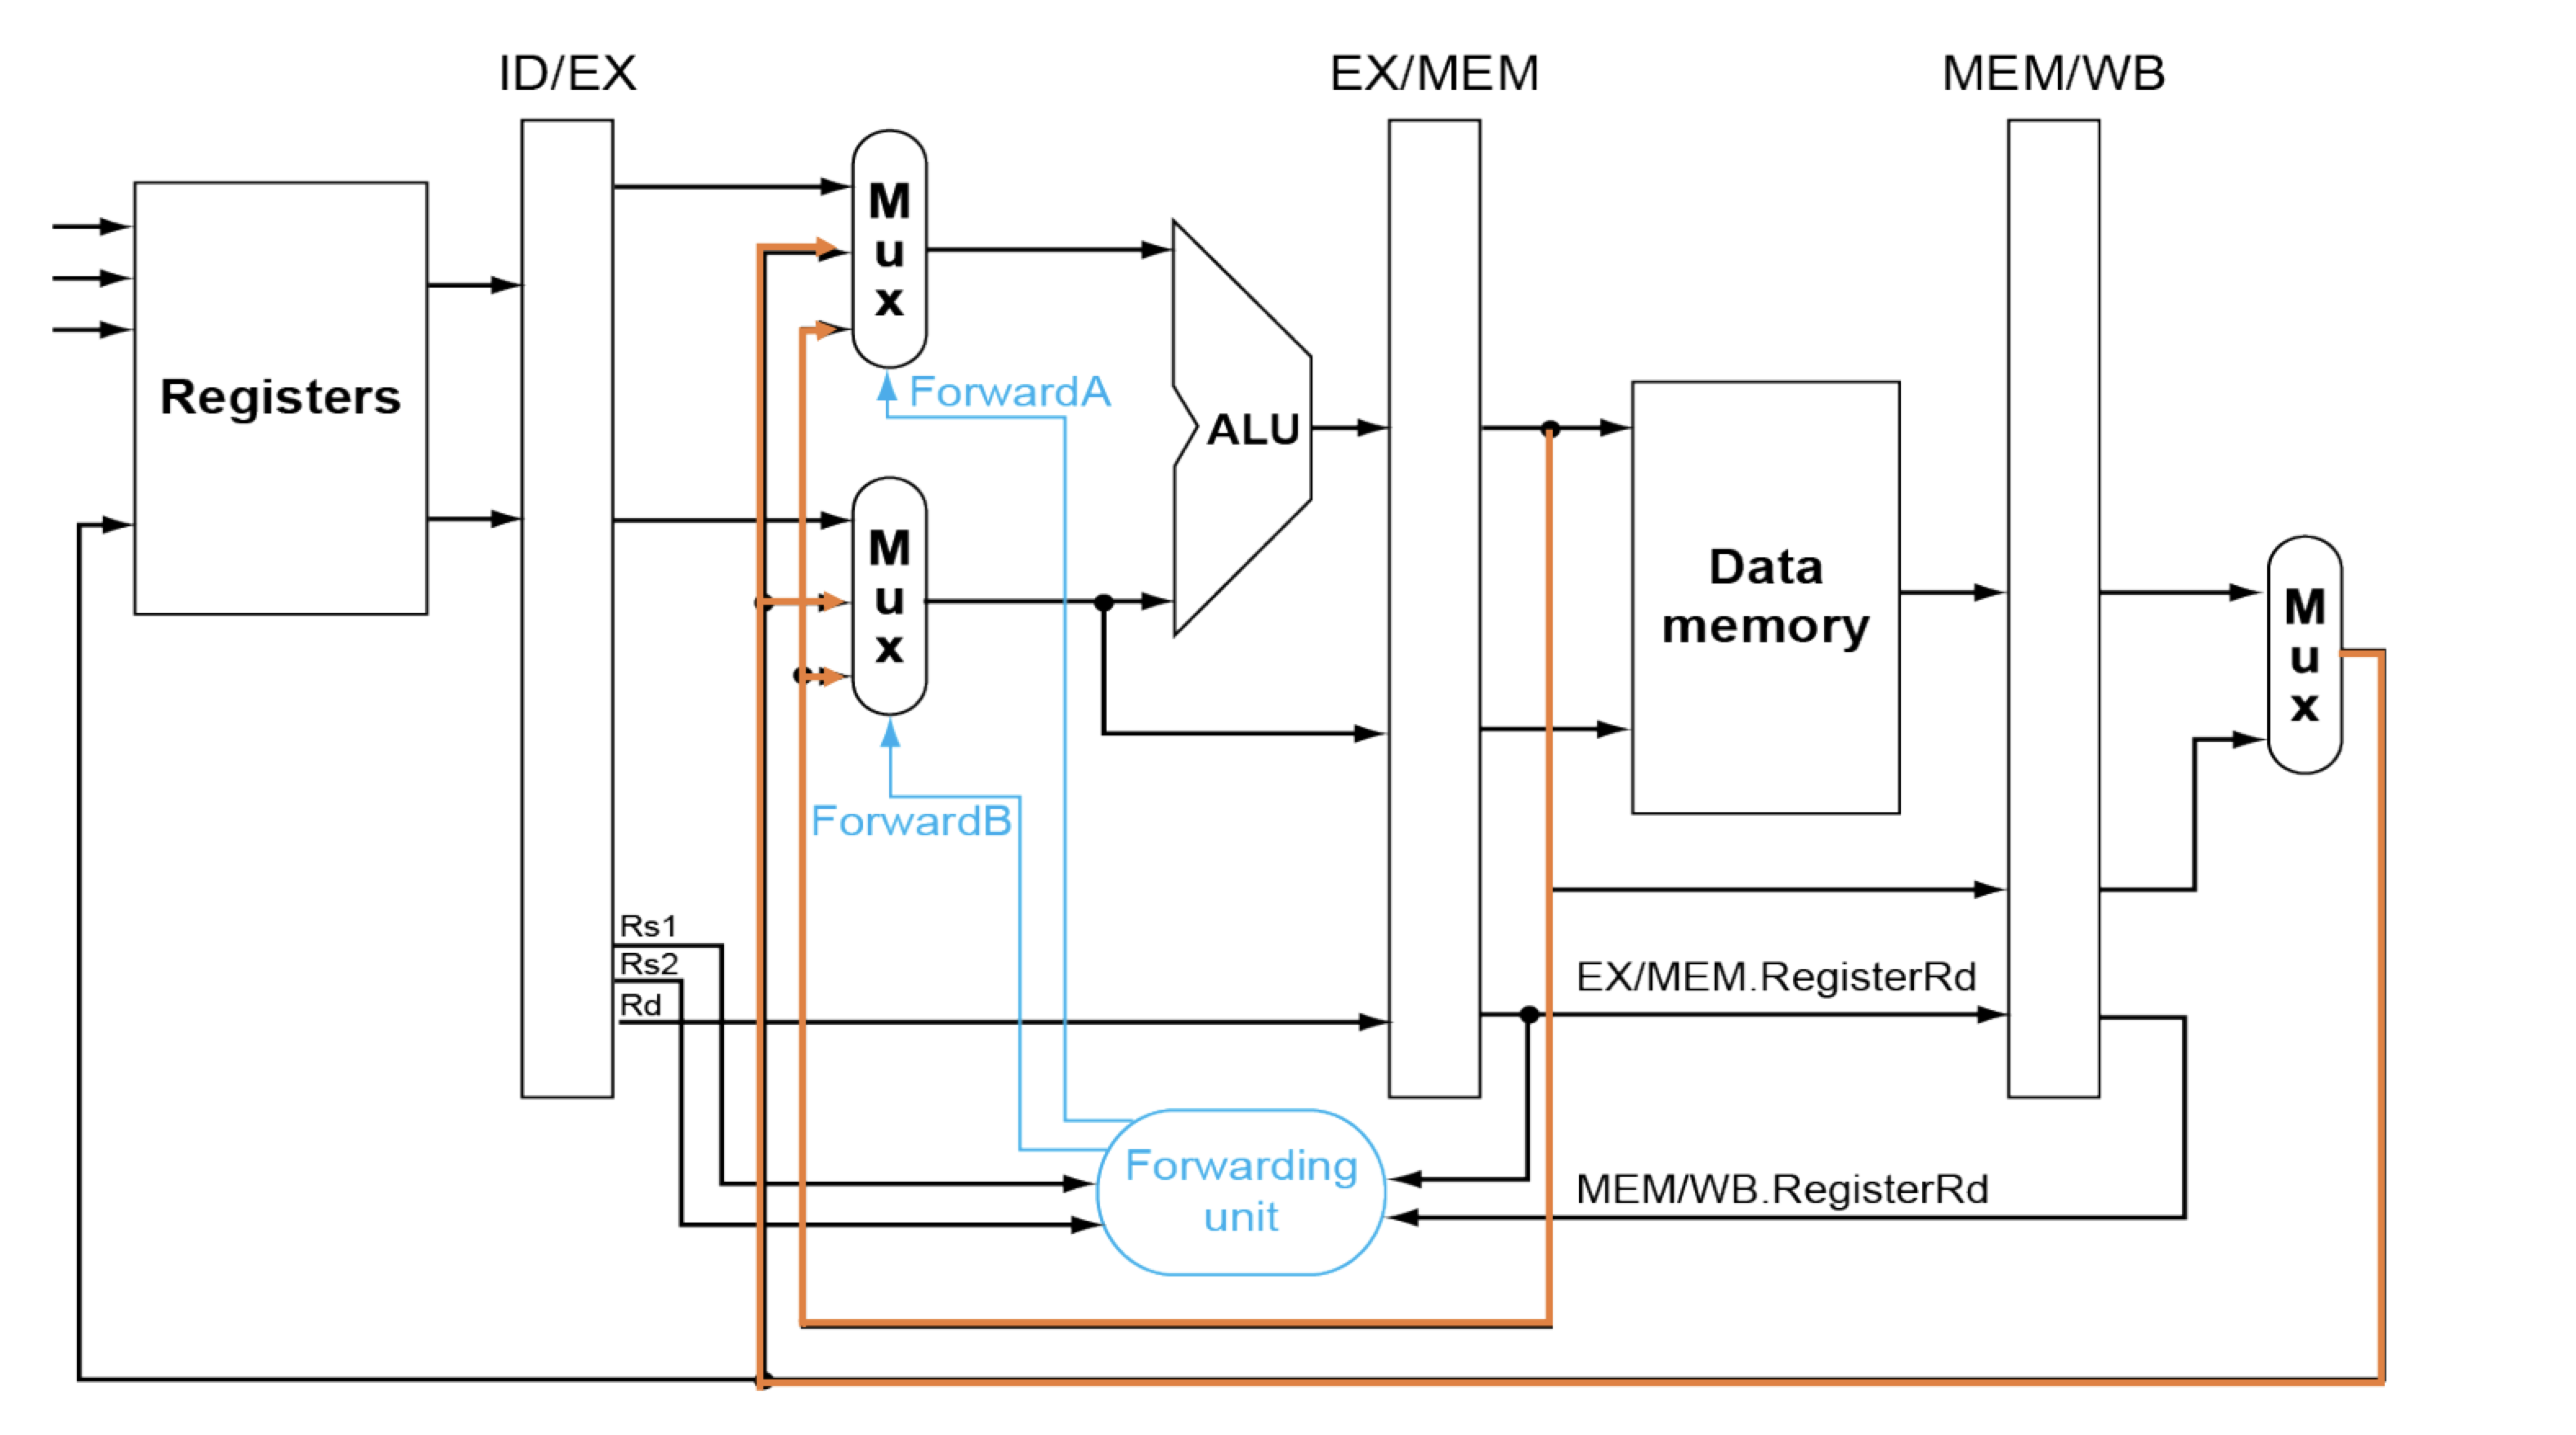 ID/EX
EX/MEM
MEM/WB
M
u
x
Registers
ForwardA
ALU
M
u
x
Data
memory
M
u
x
ForwardB
Rs1
Rs2
Rd
EX/MEM.RegisterRd
Forwarding
unit
MEM/WB.RegisterRd